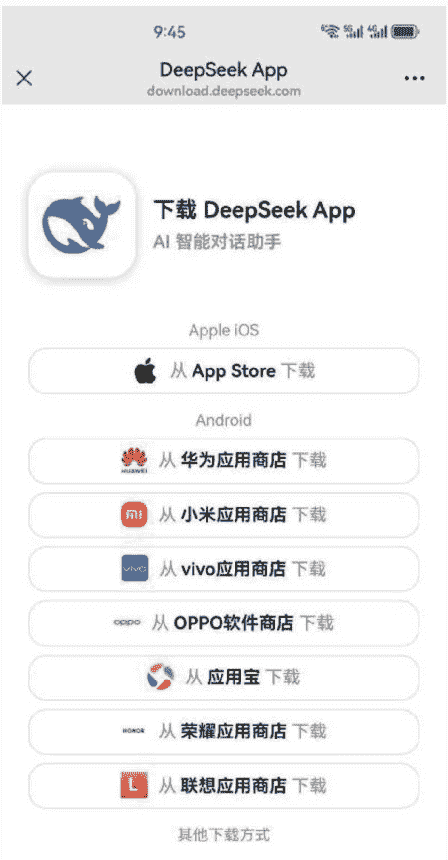 9:45
DeepSeek App
download.deepseek.com
下载 DeepSeek App
AI 智能对话助手
Apple iOS
从 App Store 下载
Android
HUAWEI 从 华为应用商店 下载
mi 从 小米应用商店 下载
vivo 从 vivo应用商店 下载
oppo 从 OPPO软件商店 下载
从 应用宝 下载
HONOR 从 荣耀应用商店 下载
L 从 联想应用商店 下载
其他下载方式